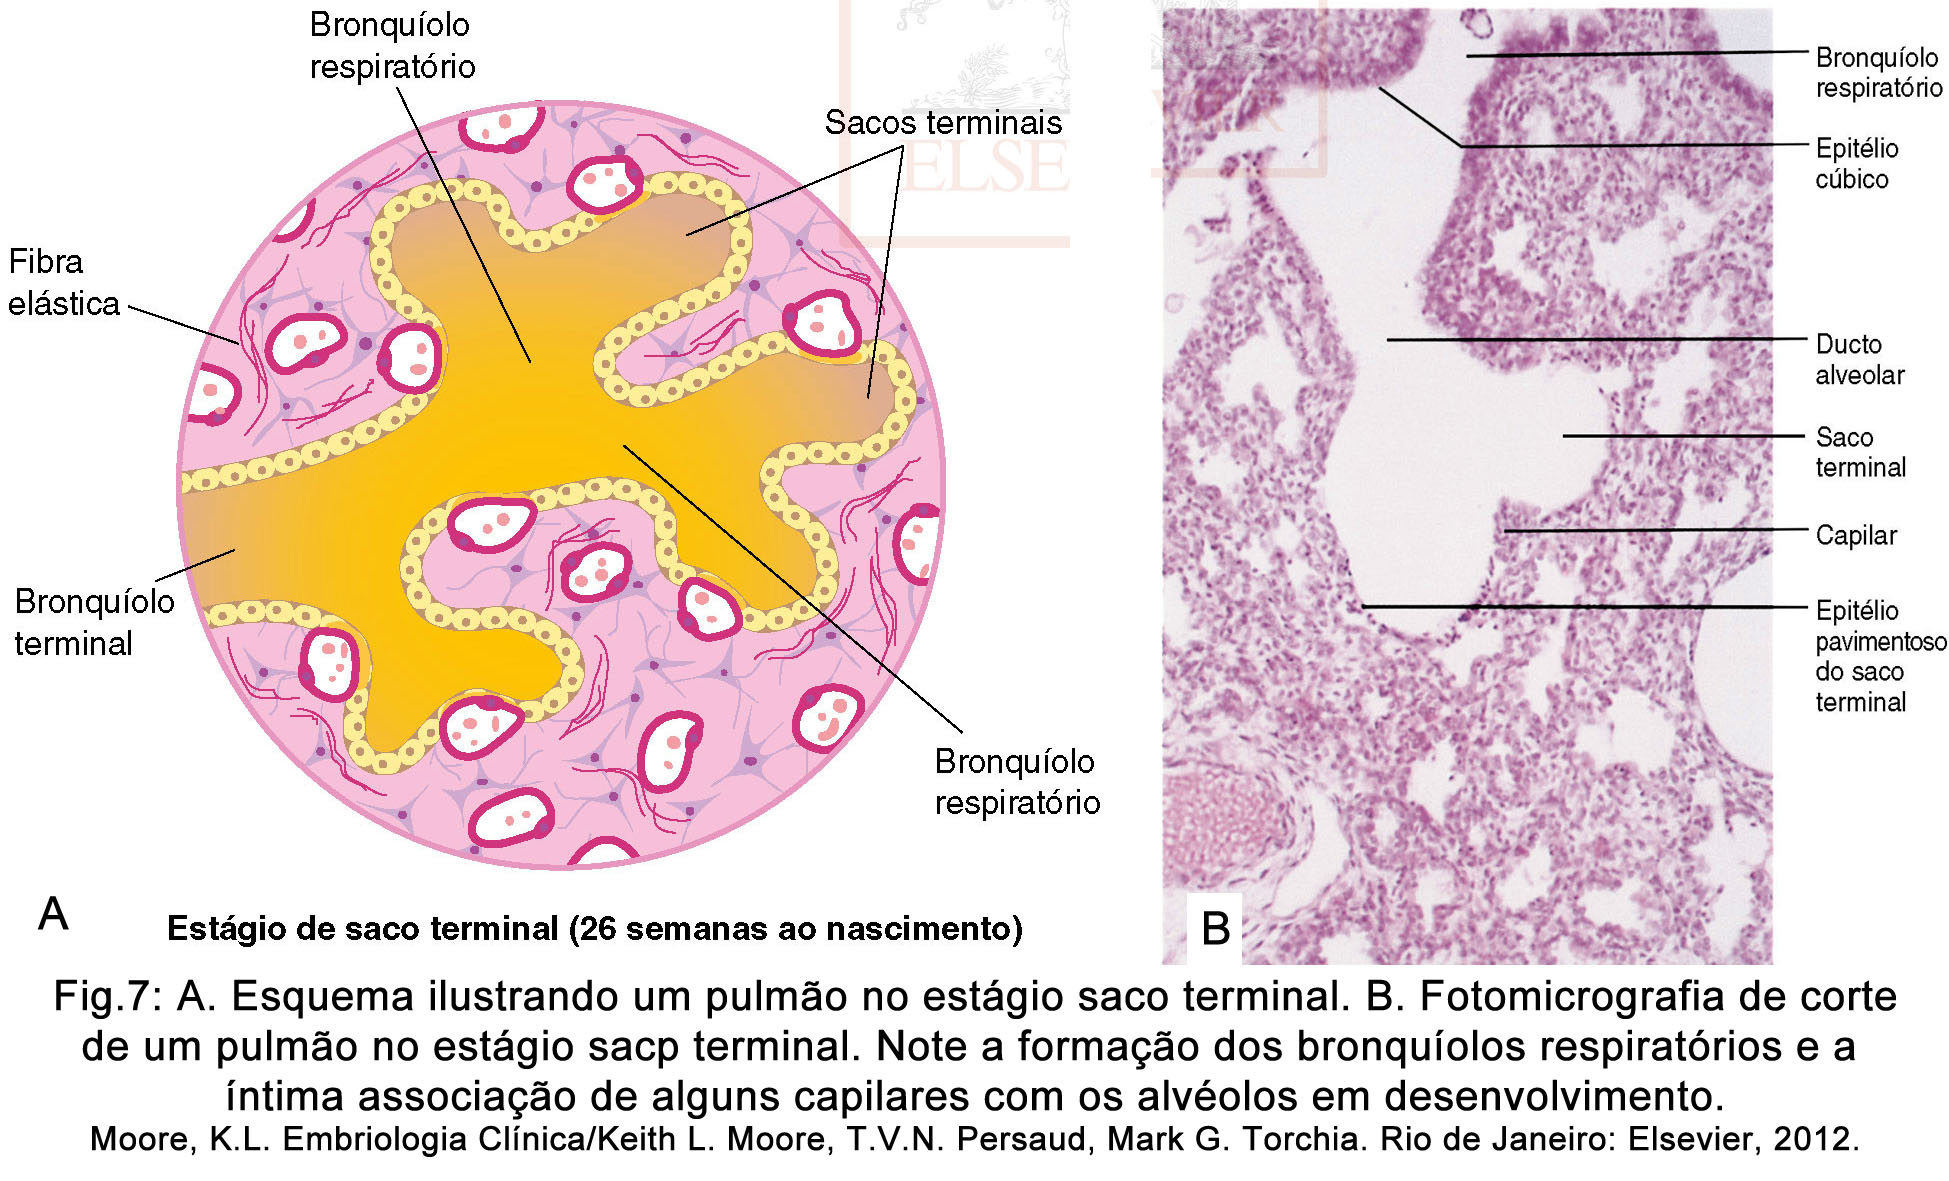 Bronquíolo
respiratório
Sacos terminais
Fibra
elástica
Bronquíolo
terminal
Bronquíolo
respiratório
ELSE
A
Estágio de saco terminal (26 semanas ao nascimento)
Bronquíolo
respiratório
Epitélio
cúbico
Ducto
alveolar
Saco
terminal
Capilar
Epitélio
pavimentoso
do saco
terminal
B
Fig.7: A. Esquema ilustrando um pulmão no estágio saco terminal. B. Fotomicrografia de corte
de um pulmão no estágio sacp terminal. Note a formação dos bronquíolos respiratórios e a
íntima associação de alguns capilares com os alvéolos em desenvolvimento.
Moore, K.L. Embriologia Clínica/Keith L. Moore, T.V.N. Persaud, Mark G. Torchia. Rio de Janeiro: Elsevier, 2012.